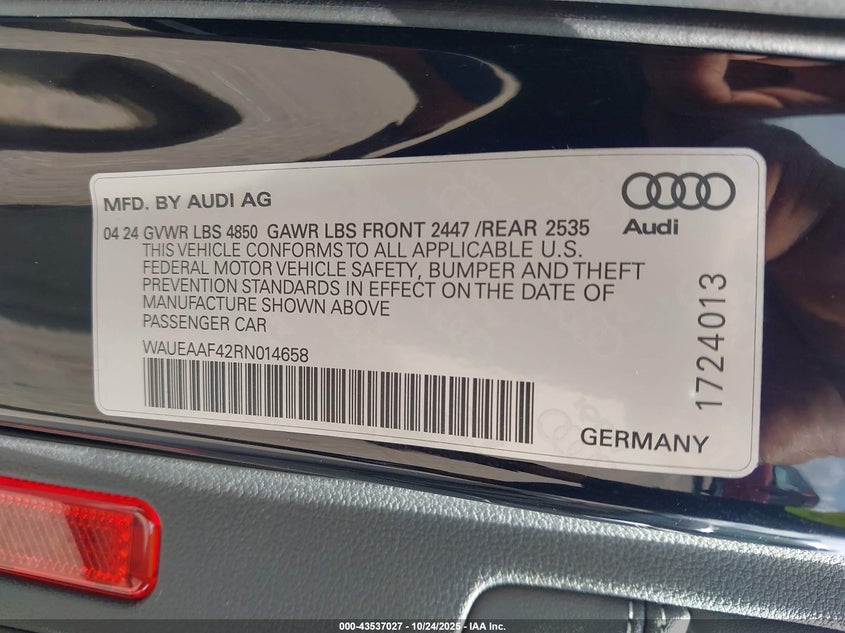 MFD. BY AUDI AG
Audi
04 24 GVWR LBS 4850 GAWR LBS FRONT 2447 /REAR 2535
THIS VEHICLE CONFORMS TO ALL APPLICABLE U.S.
FEDERAL MOTOR VEHICLE SAFETY, BUMPER AND THEFT
PREVENTION STANDARDS IN EFFECT ON THE DATE OF
MANUFACTURE SHOWN ABOVE
PASSENGER CAR
WAUEAAF42RN014658
GERMANY
1724013
000-43537027 - 10/24/2025 - IAA Inc.